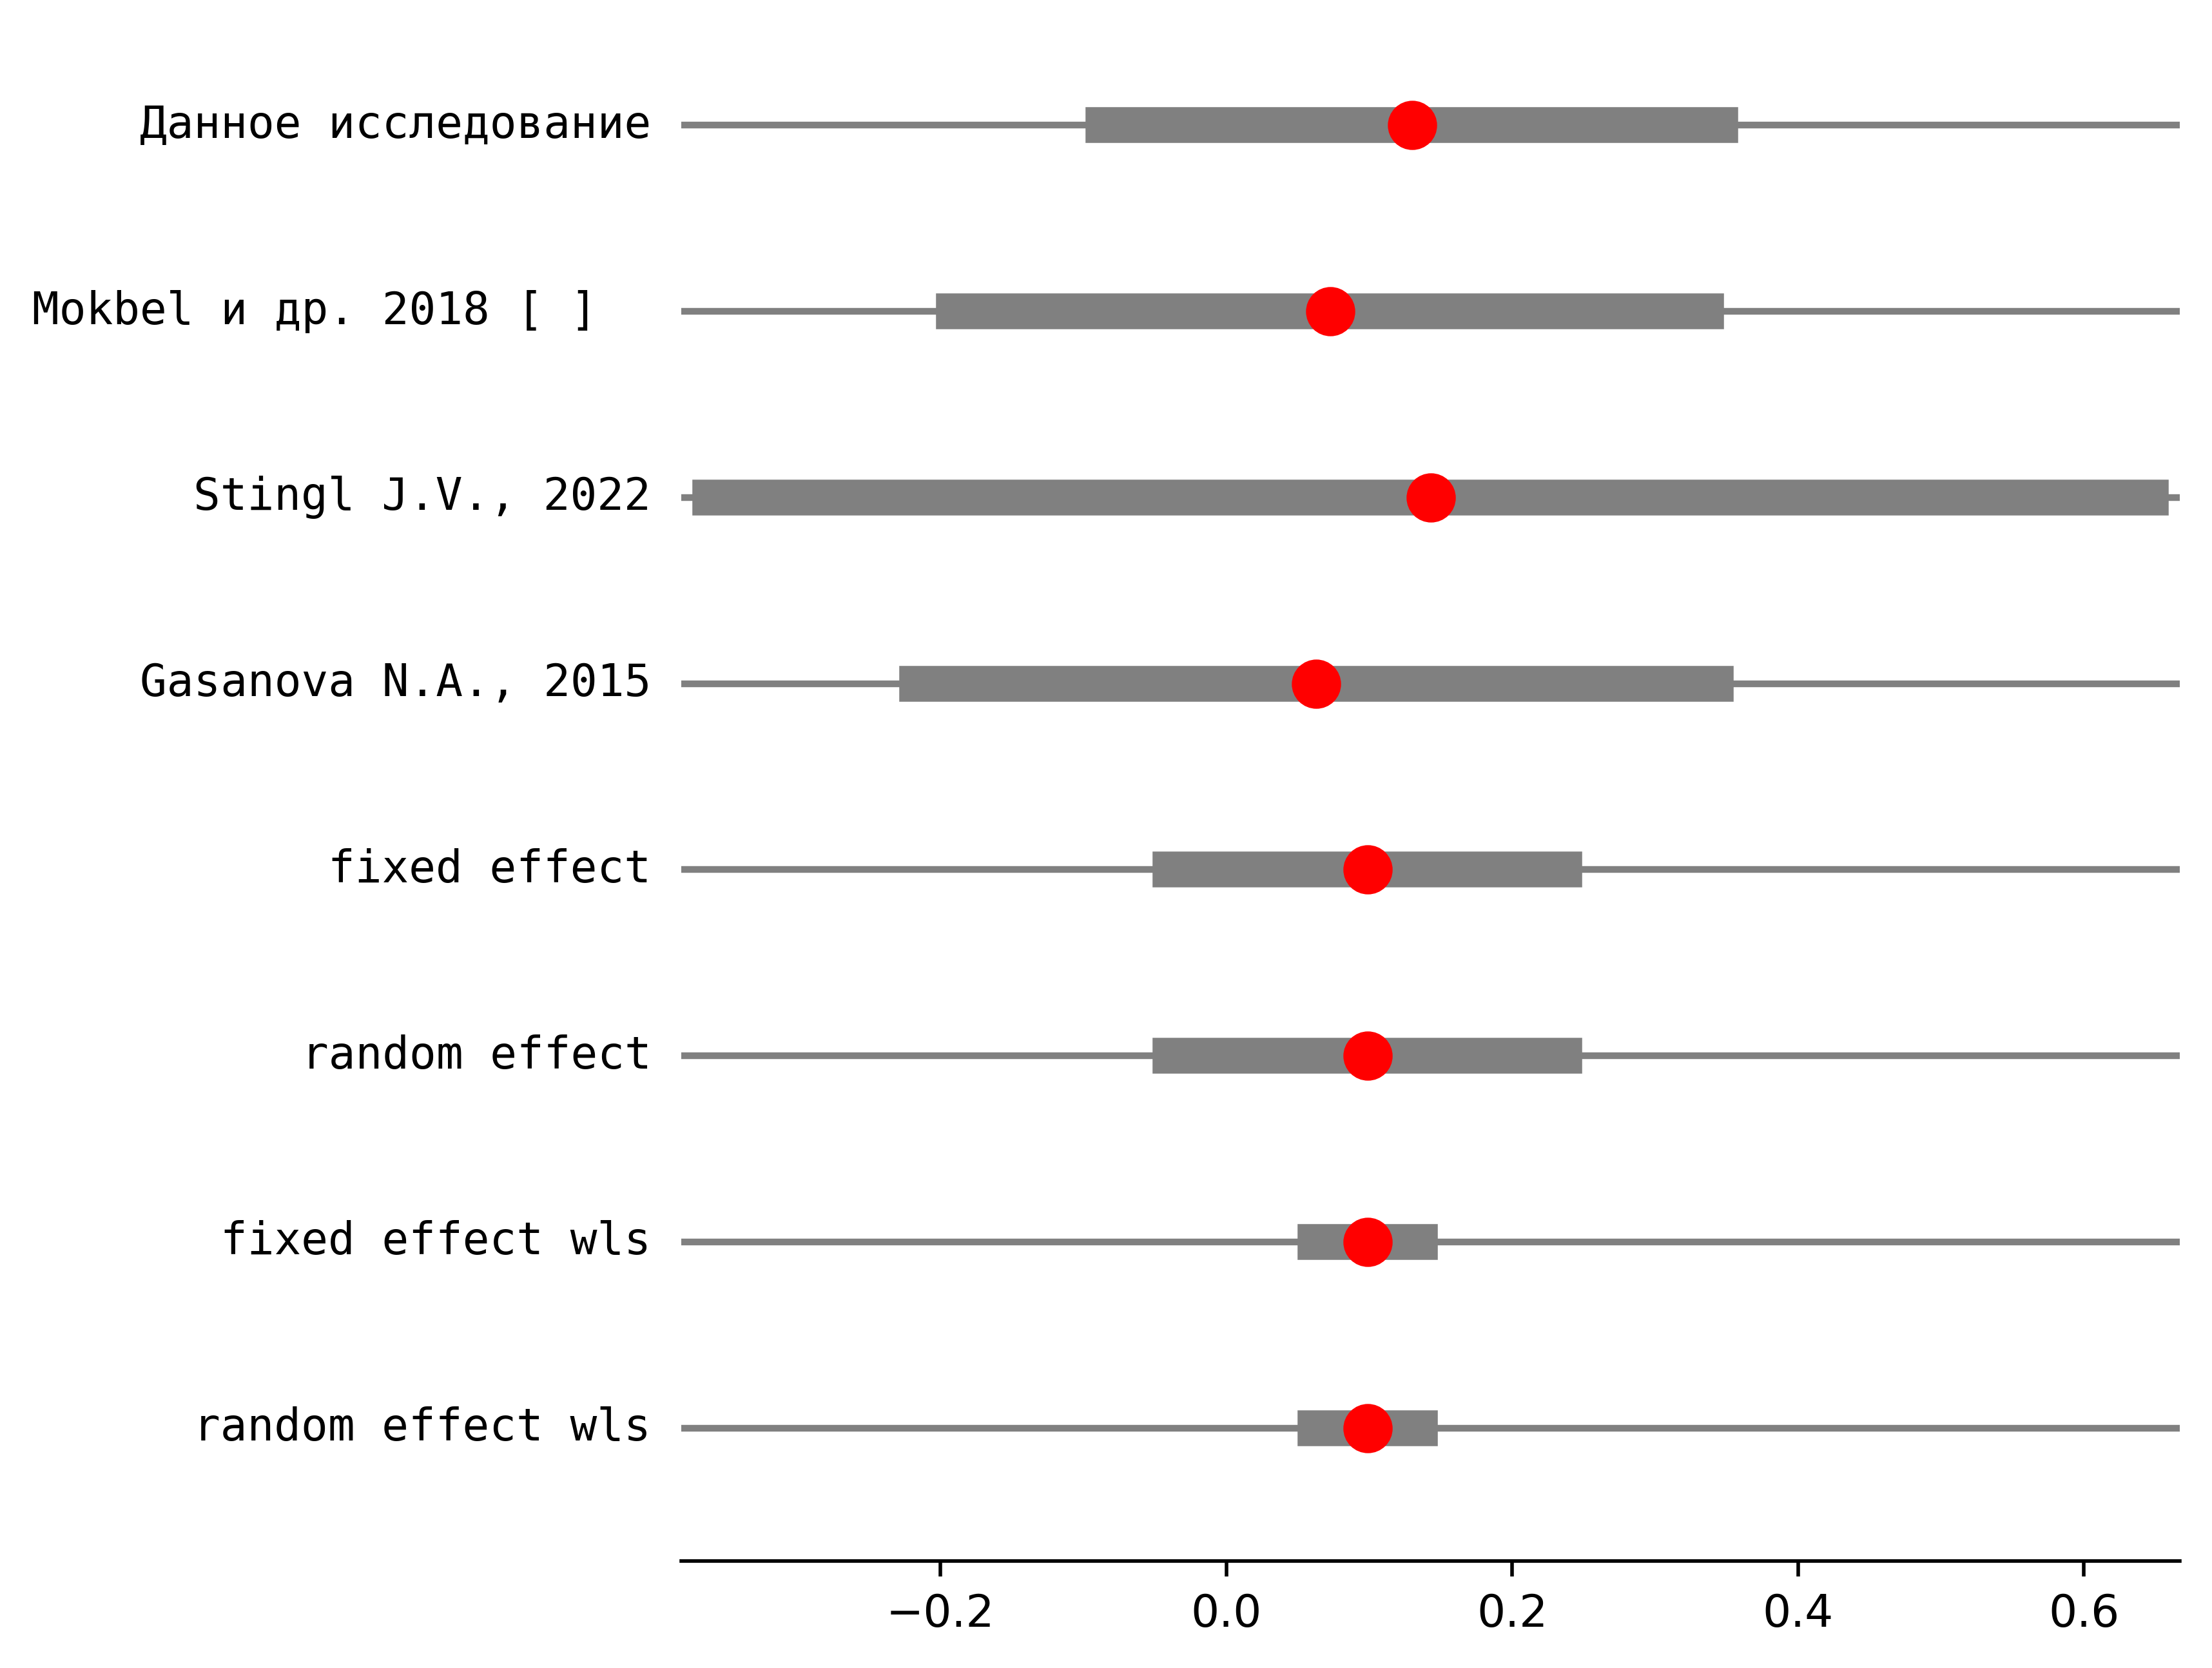 Данное исследование
Mokbel и др. 2018 [ ]
Stingl J.V., 2022
Gasanova N.A., 2015
fixed effect
random effect
fixed effect wls
random effect wls
−0.2 0.0 0.2 0.4 0.6